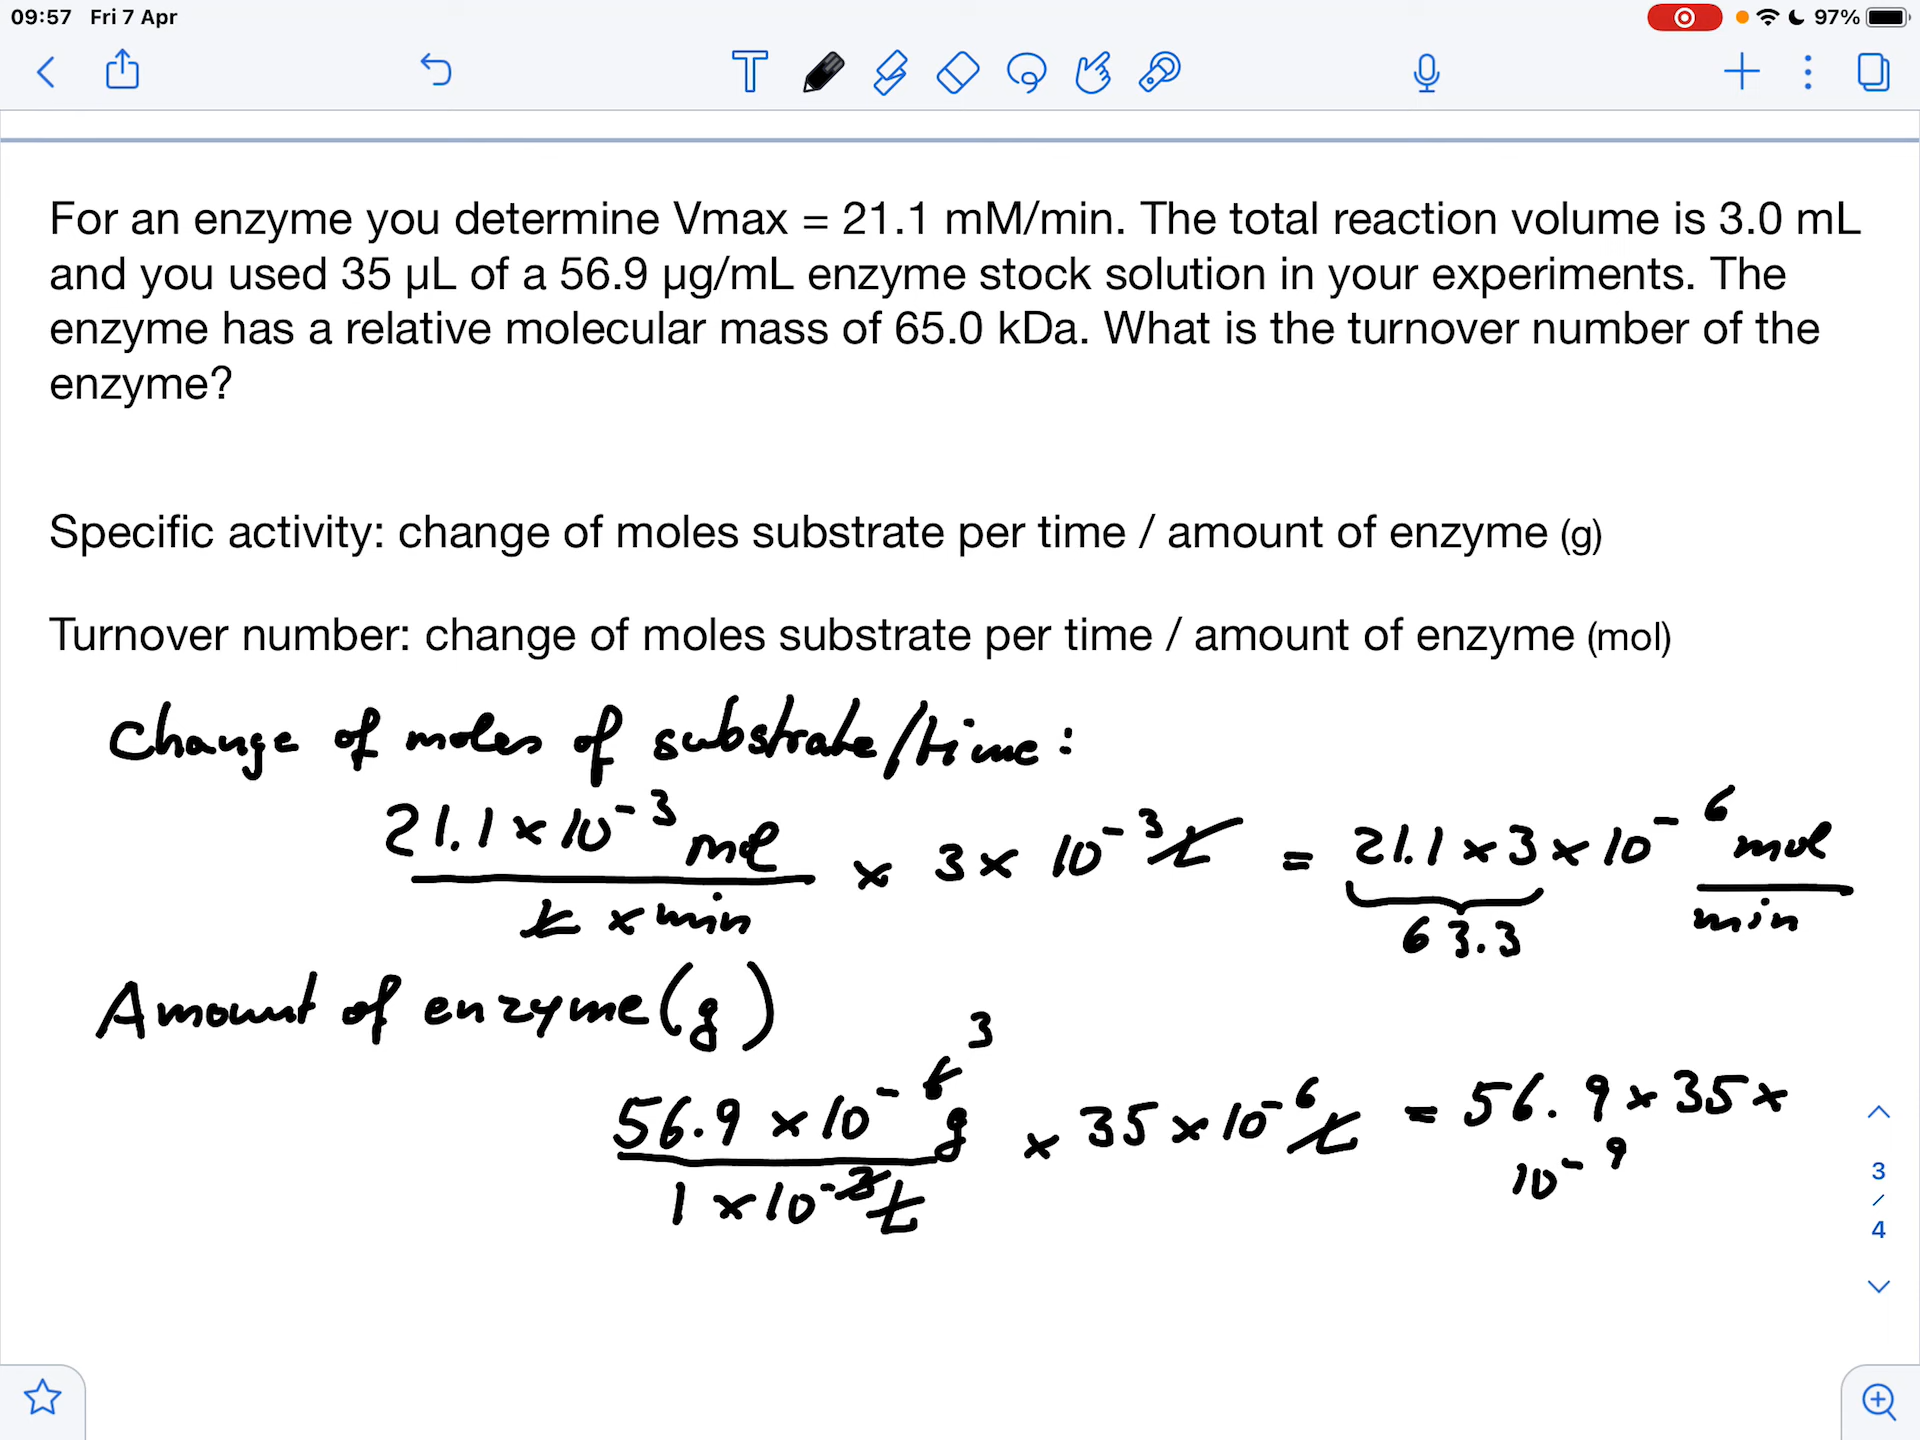 09:57 Fri 7 Apr 97%
For an enzyme you determine Vmax = 21.1 mM/min. The total reaction volume is 3.0 mL
and you used 35 µL of a 56.9 µg/mL enzyme stock solution in your experiments. The
enzyme has a relative molecular mass of 65.0 kDa. What is the turnover number of the
enzyme?
Specific activity: change of moles substrate per time / amount of enzyme (g)
Turnover number: change of moles substrate per time / amount of enzyme (mol)
Change of moles of substrate/time:
21.1 × 10⁻³ mol / L × min × 3 × 10⁻³ L = 21.1 × 3 × 10⁻⁶ mol / min
63.3
Amount of enzyme (g)
3
56.9 × 10⁻⁶ g / 1 × 10⁻³ L × 35 × 10⁻⁶ L = 56.9 × 35 ×
10⁻⁹
3
/
4